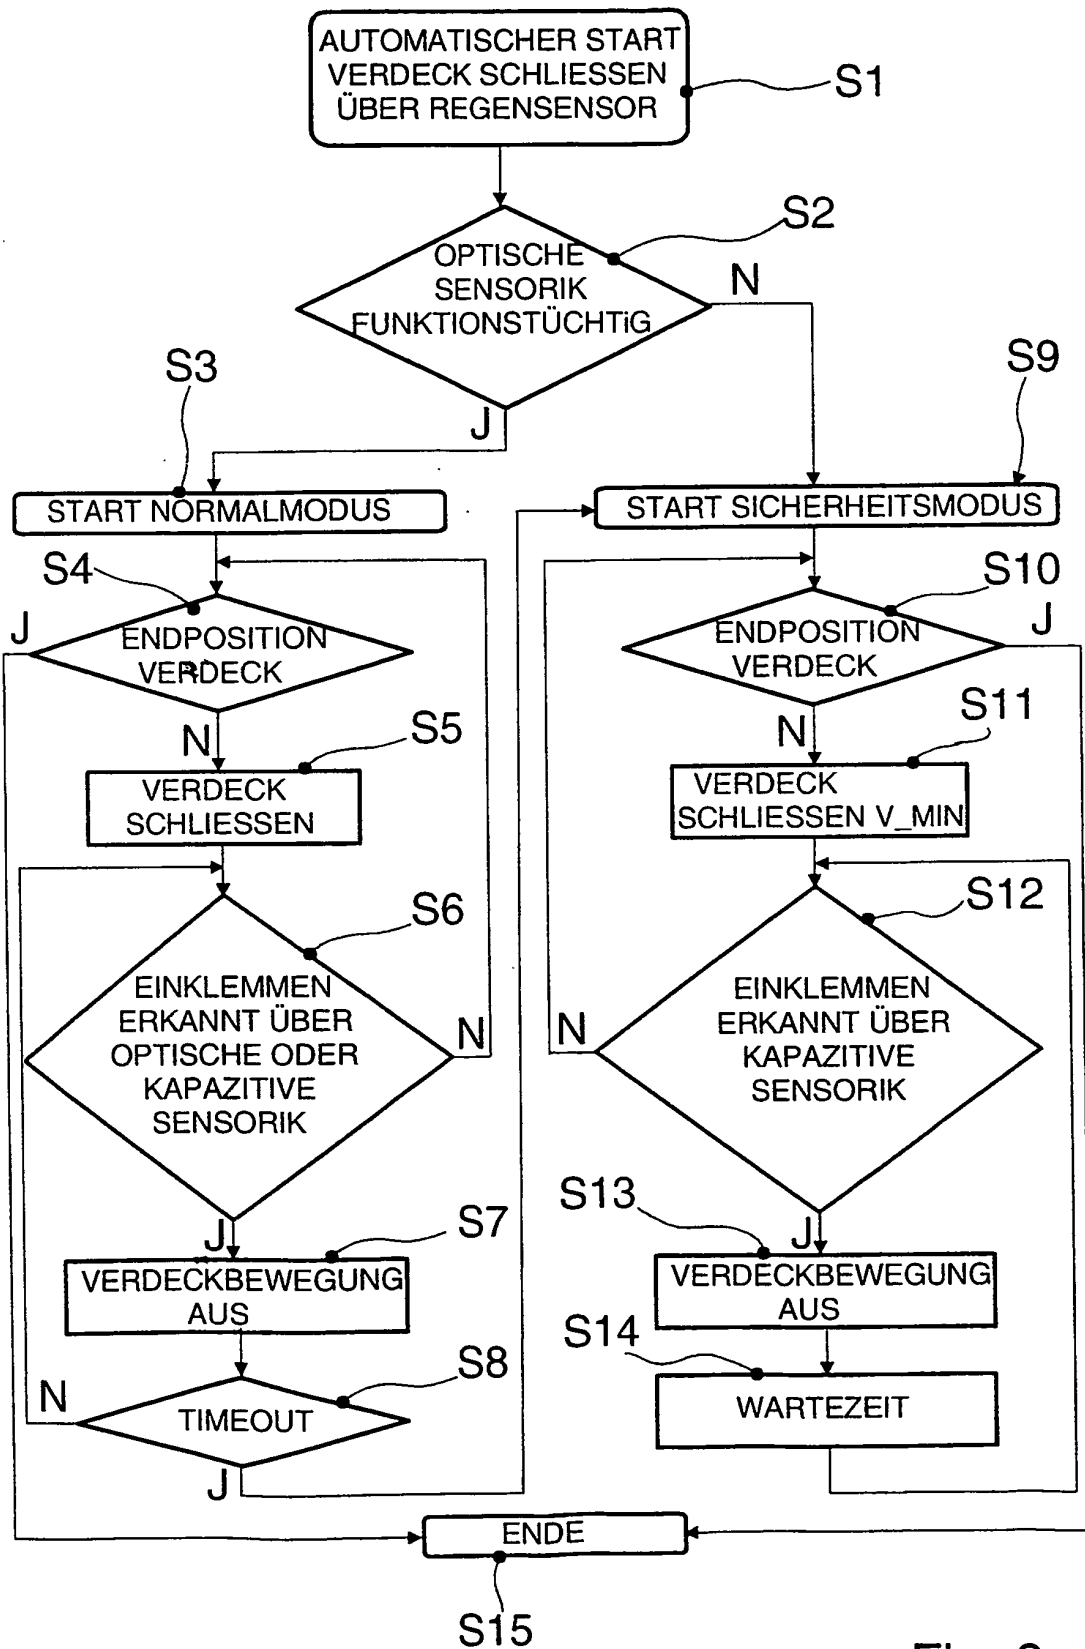 AUTOMATISCHER START
VERDECK SCHLIESSEN
ÜBER REGENSENSOR
S1
S2
OPTISCHE
SENSORIK
FUNKTIONSTÜCHTiG
N
J
S3
START NORMALMODUS
S9
START SICHERHEITSMODUS
S4
J
ENDPOSITION
VERDECK
N
S5
VERDECK
SCHLIESSEN
S6
EINKLEMMEN
ERKANNT ÜBER
OPTISCHE ODER
KAPAZITIVE
SENSORIK
N
J
S7
VERDECKBEWEGUNG
AUS
S8
N
TIMEOUT
J
S10
J
ENDPOSITION
VERDECK
N
S11
VERDECK
SCHLIESSEN V_MIN
S12
EINKLEMMEN
ERKANNT ÜBER
KAPAZITIVE
SENSORIK
N
J
S13
VERDECKBEWEGUNG
AUS
S14
WARTEZEIT
ENDE
S15